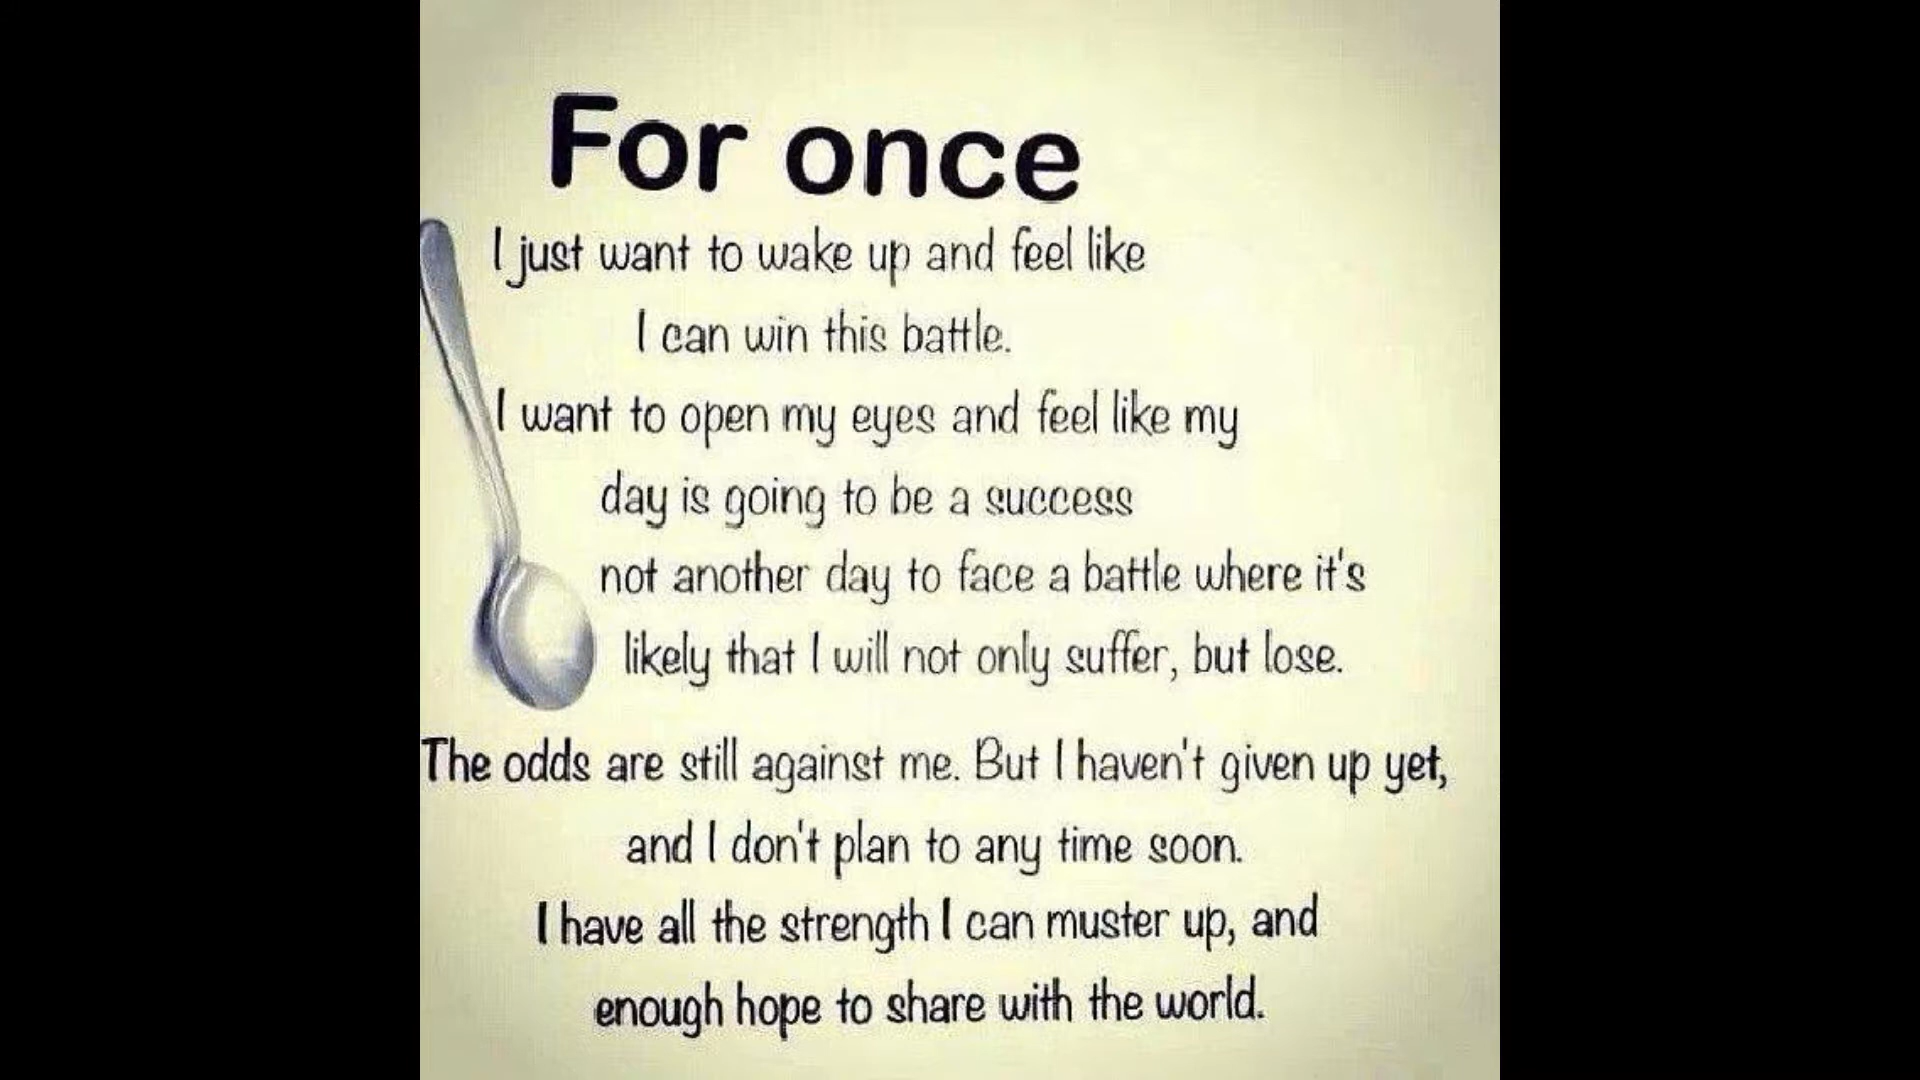 For once
I just want to wake up and feel like
I can win this battle.
I want to open my eyes and feel like my
day is going to be a success
not another day to face a battle where it's
likely that I will not only suffer, but lose.
The odds are still against me. But I haven't given up yet,
and I don't plan to any time soon.
I have all the strength I can muster up, and
enough hope to share with the world.